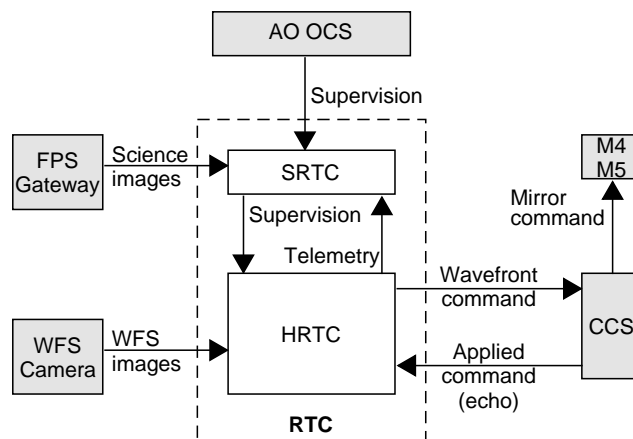 AO OCS
Supervision
FPS
Gateway
Science
images
SRTC
M4
M5
Mirror
command
Supervision
Telemetry
Wavefront
command
HRTC
CCS
WFS
Camera
WFS
images
Applied
command
(echo)
RTC